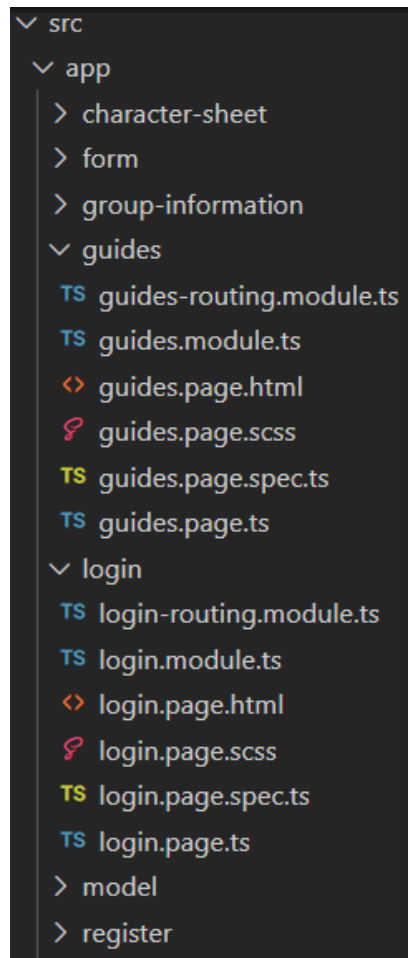 src
app
character-sheet
form
group-information
guides
TS guides-routing.module.ts
TS guides.module.ts
<> guides.page.html
guides.page.scss
TS guides.page.spec.ts
TS guides.page.ts
login
TS login-routing.module.ts
TS login.module.ts
<> login.page.html
login.page.scss
TS login.page.spec.ts
TS login.page.ts
model
register